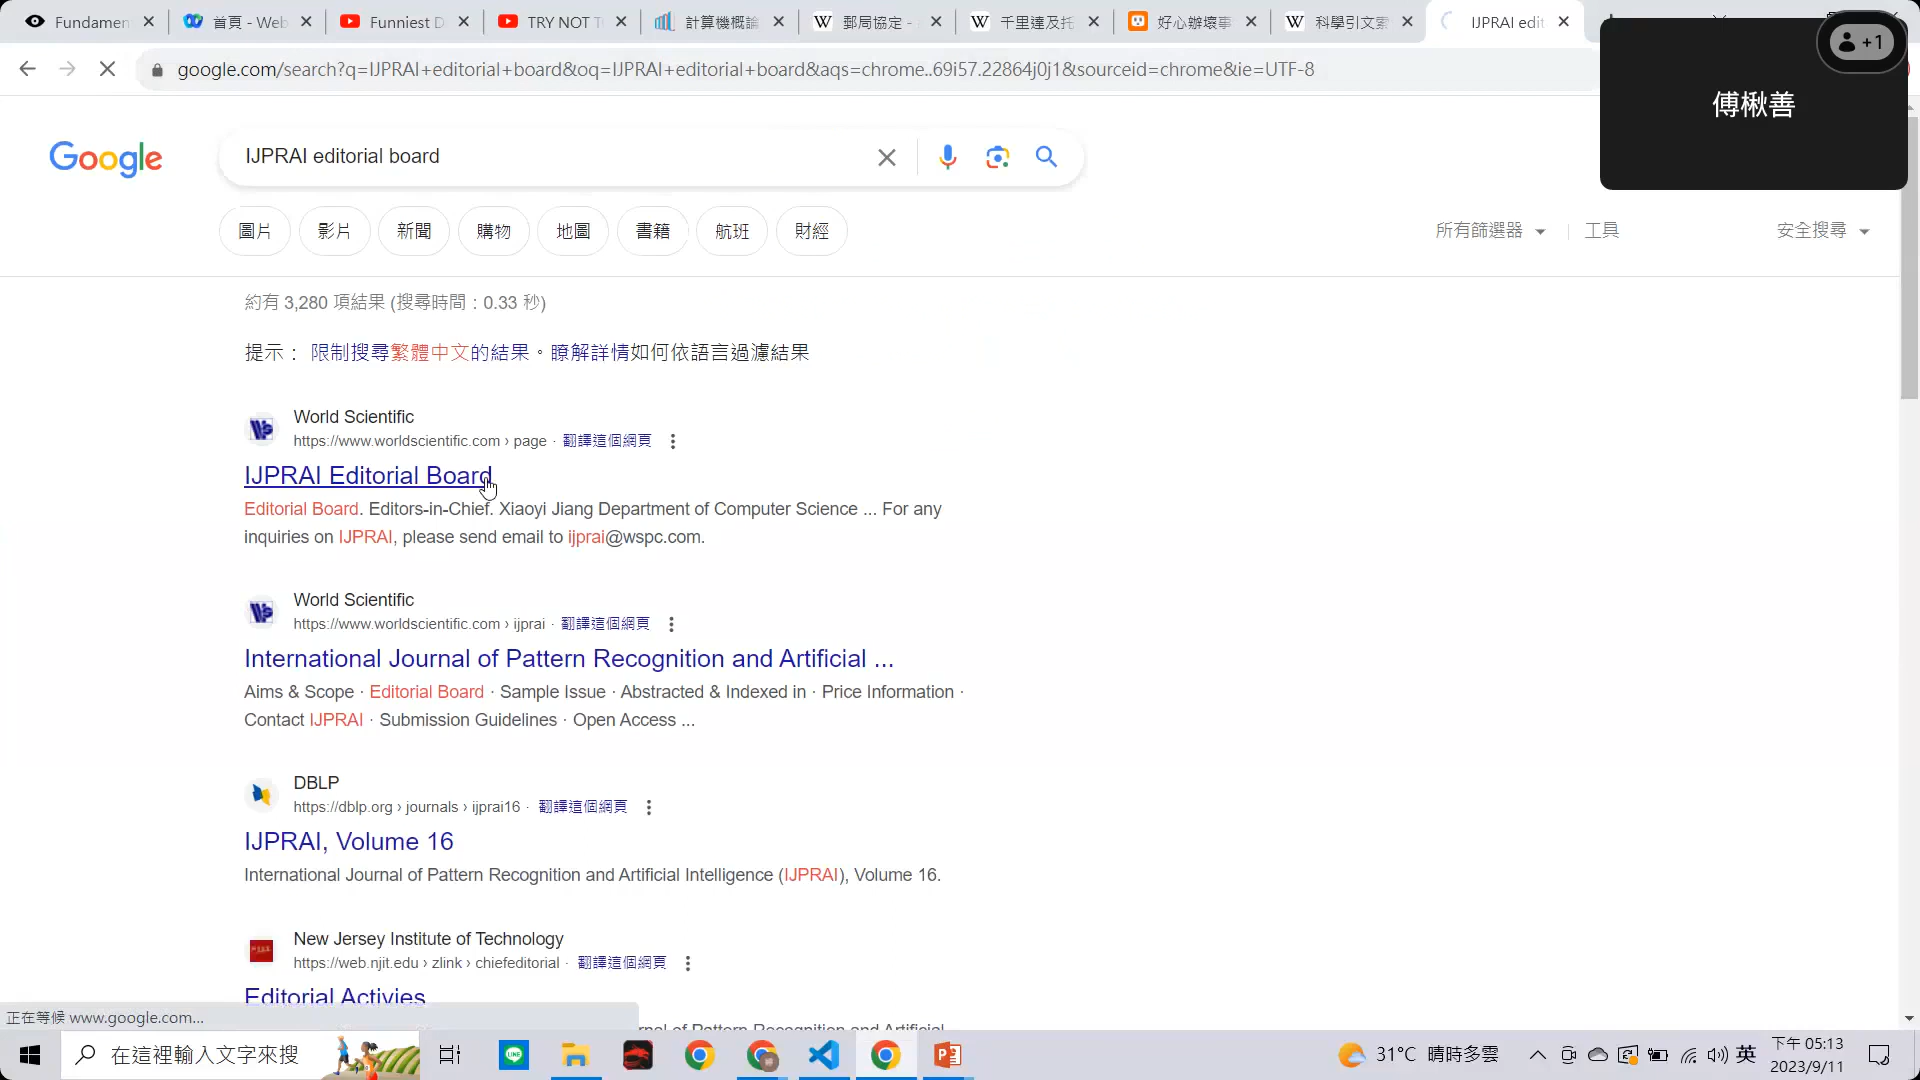 Fundamen
首頁 - Web
Funniest D
TRY NOT T
計算機概論
郵局協定 -
千里達及托
好心辦壞事
科學引文索
IJPRAI edit
google.com/search?q=IJPRAI+editorial+board&oq=IJPRAI+editorial+board&aqs=chrome..69i57.22864j0j1&sourceid=chrome&ie=UTF-8
+1
傅楸善
Google
IJPRAI editorial board
圖片
影片
新聞
購物
地圖
書籍
航班
財經
所有篩選器
工具
安全搜尋
約有 3,280 項結果 (搜尋時間:0.33 秒)
提示: 限制搜尋繁體中文的結果。瞭解詳情如何依語言過濾結果
World Scientific
https://www.worldscientific.com › page · 翻譯這個網頁
IJPRAI Editorial Board
Editorial Board. Editors-in-Chief. Xiaoyi Jiang Department of Computer Science ... For any
inquiries on IJPRAI, please send email to ijprai@wspc.com.
World Scientific
https://www.worldscientific.com › ijprai · 翻譯這個網頁
International Journal of Pattern Recognition and Artificial ...
Aims & Scope · Editorial Board · Sample Issue · Abstracted & Indexed in · Price Information ·
Contact IJPRAI · Submission Guidelines · Open Access ...
DBLP
https://dblp.org › journals › ijprai16 · 翻譯這個網頁
IJPRAI, Volume 16
International Journal of Pattern Recognition and Artificial Intelligence (IJPRAI), Volume 16.
New Jersey Institute of Technology
https://web.njit.edu › zlink › chiefeditorial · 翻譯這個網頁
Editorial Activies
正在等候 www.google.com...
nal of Pattern Recognition and Artificial
在這裡輸入文字來搜
31°C 晴時多雲
英
下午 05:13
2023/9/11